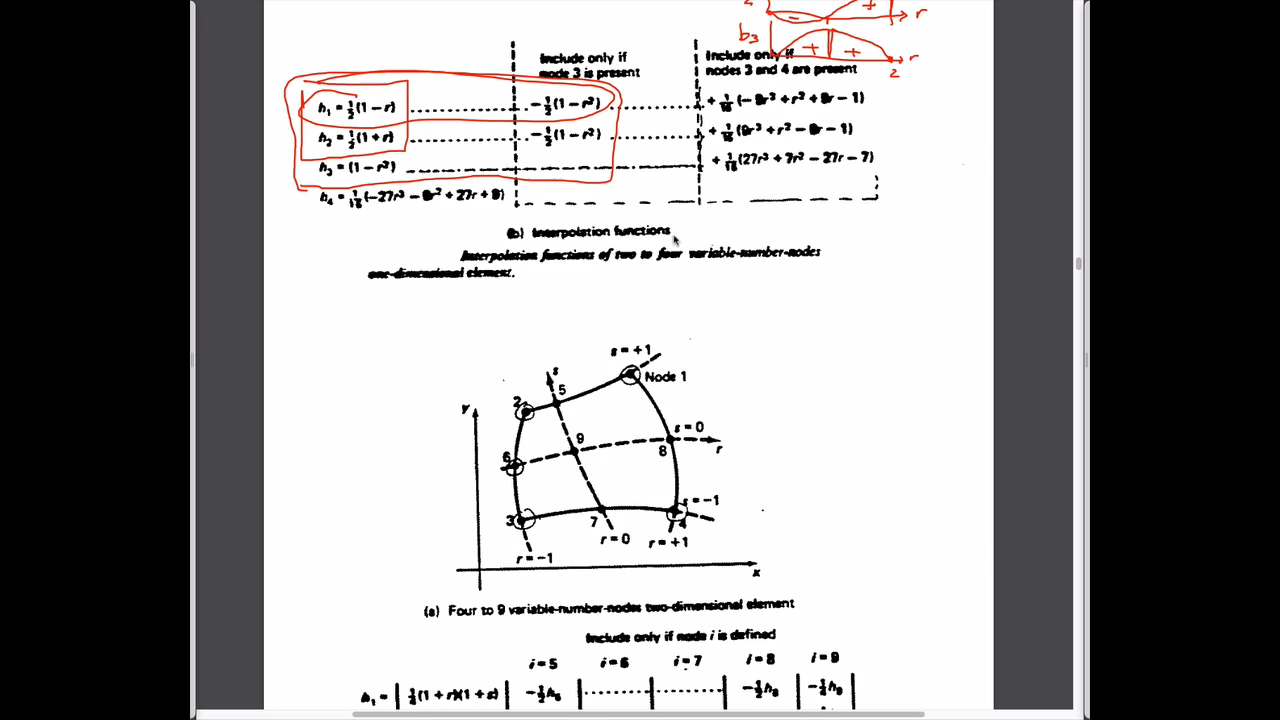 +
r
b3
+ +
r
2
Include only if
node 3 is present
Include only if
nodes 3 and 4 are present
h₁ = ½(1 − r) ........................ −½(1 − r²) ................ + 1/16 (−9r³ + r² + 9r − 1)
h₂ = ½(1 + r) ........................ −½(1 − r²) ................ + 1/16 (9r³ + r² − 9r − 1)
h₃ = (1 − r²) + 1/16 (27r³ + 7r² − 27r − 7)
h₄ = 1/16 (−27r³ − 9r² + 27r + 9)
(b) Interpolation functions
Interpolation functions of two to four variable-number-nodes
one-dimensional element.
s = +1
s
Node 1
5
2
y
s = 0
9
r
8
6
s = −1
3
7
4
r = 0
r = +1
r = −1
x
(a) Four to 9 variable-number-nodes two-dimensional element
Include only if node i is defined
i = 5 i = 6 i = 7 i = 8 i = 9
h₁ = ¼(1 + r)(1 + s) −½h₅ ............ ............ −½h₈ −¼h₉